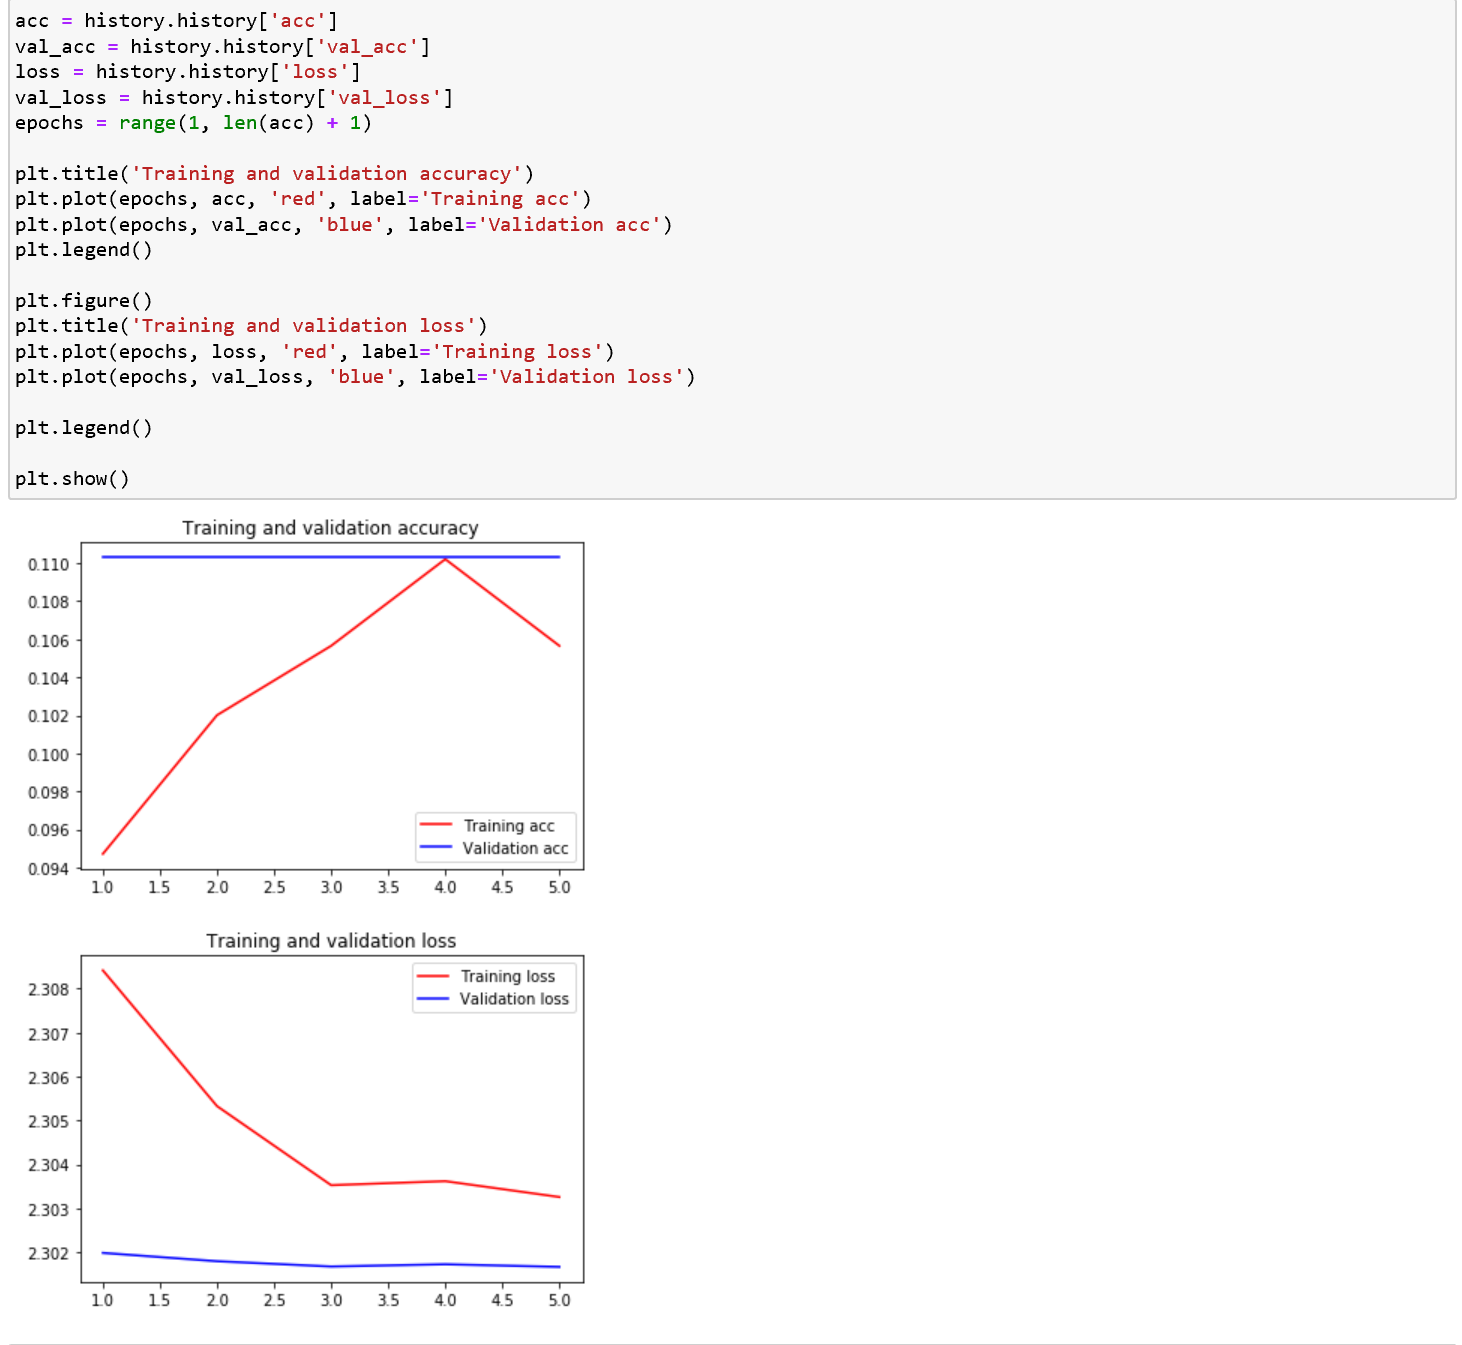 acc = history.history['acc']
val_acc = history.history['val_acc']
loss = history.history['loss']
val_loss = history.history['val_loss']
epochs = range(1, len(acc) + 1)
plt.title('Training and validation accuracy')
plt.plot(epochs, acc, 'red', label='Training acc')
plt.plot(epochs, val_acc, 'blue', label='Validation acc')
plt.legend()
plt.figure()
plt.title('Training and validation loss')
plt.plot(epochs, loss, 'red', label='Training loss')
plt.plot(epochs, val_loss, 'blue', label='Validation loss')
plt.legend()
plt.show()
Training and validation accuracy
0.110
0.108
0.106
0.104
0.102
0.100
0.098
0.096
0.094
Training acc
Validation acc
1.0 1.5 2.0 2.5 3.0 3.5 4.0 4.5 5.0
Training and validation loss
2.308
2.307
2.306
2.305
2.304
2.303
2.302
Training loss
Validation loss
1.0 1.5 2.0 2.5 3.0 3.5 4.0 4.5 5.0